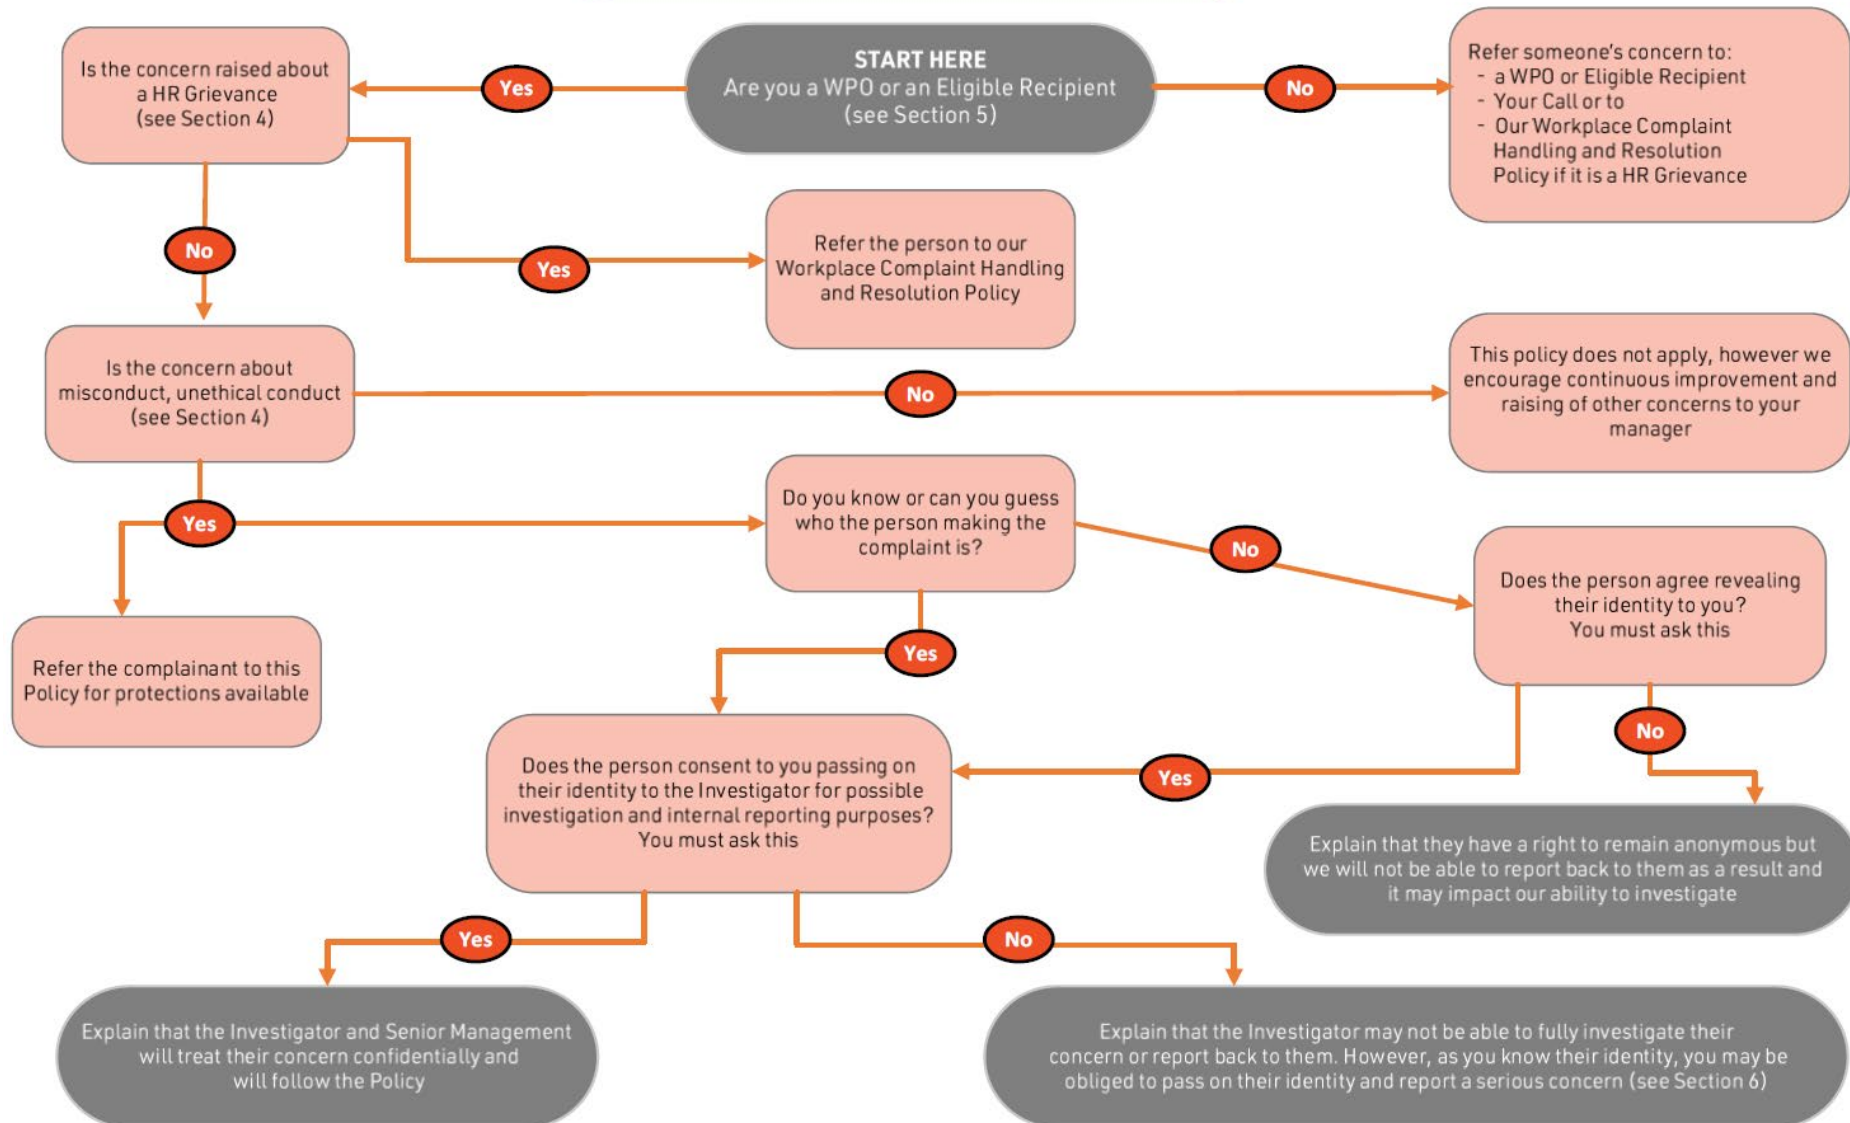 START HERE
Are you a WPO or an Eligible Recipient
(see Section 5)
Yes
No
Is the concern raised about
a HR Grievance
(see Section 4)
Refer someone's concern to:
- a WPO or Eligible Recipient
- Your Call or to
- Our Workplace Complaint
Handling and Resolution
Policy if it is a HR Grievance
No
Yes
Refer the person to our
Workplace Complaint Handling
and Resolution Policy
Is the concern about
misconduct, unethical conduct
(see Section 4)
No
This policy does not apply, however we
encourage continuous improvement and
raising of other concerns to your
manager
Yes
Do you know or can you guess
who the person making the
complaint is?
No
Does the person agree revealing
their identity to you?
You must ask this
Refer the complainant to this
Policy for protections available
Yes
Does the person consent to you passing on
their identity to the Investigator for possible
investigation and internal reporting purposes?
You must ask this
Yes
No
Explain that they have a right to remain anonymous but
we will not be able to report back to them as a result and
it may impact our ability to investigate
Yes
No
Explain that the Investigator and Senior Management
will treat their concern confidentially and
will follow the Policy
Explain that the Investigator may not be able to fully investigate their
concern or report back to them. However, as you know their identity, you may be
obliged to pass on their identity and report a serious concern (see Section 6)